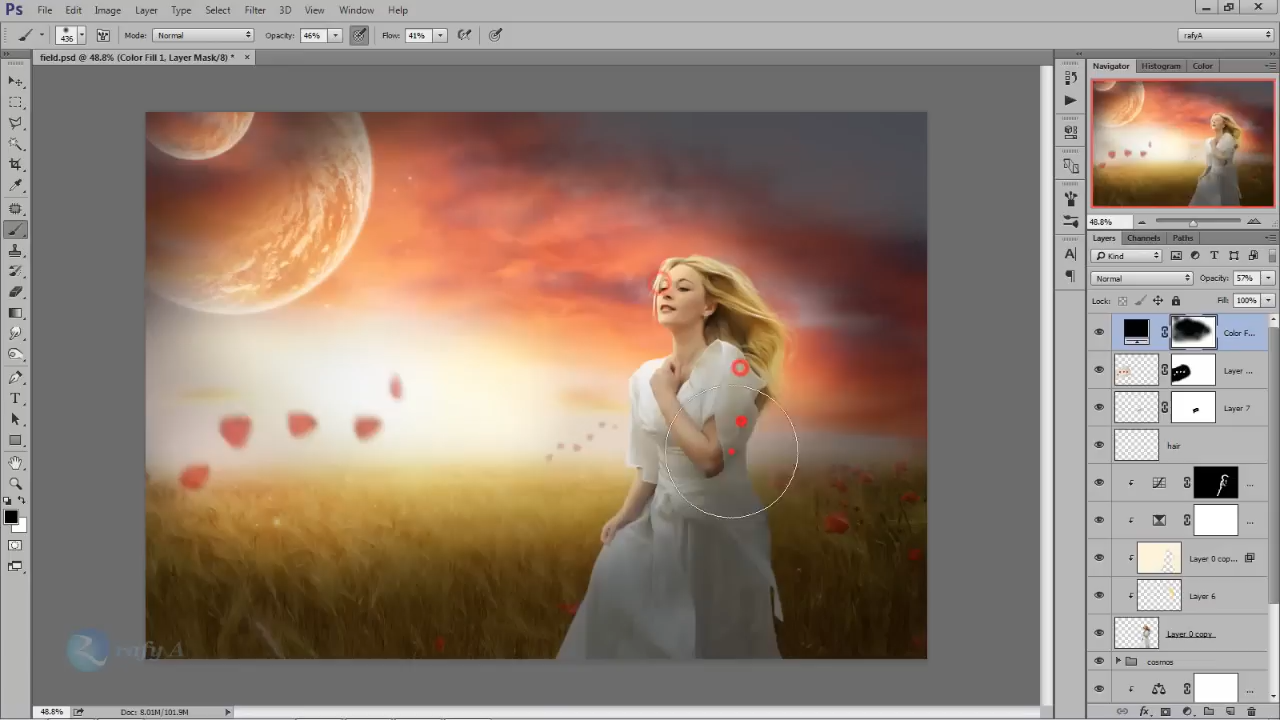 Ps File Edit Image Layer Type Select Filter 3D View Window Help
436 Mode: Normal Opacity: 46% Flow: 41% rafyA
field.psd @ 48.8% (Color Fill 1, Layer Mask/8) * ×
Navigator Histogram Color
48.8%
Layers Channels Paths
Kind
Normal Opacity: 57%
Lock: Fill: 100%
Color F...
Layer ...
Layer 7
hair
...
...
Layer 0 cop...
Layer 6
Layer 0 copy
cosmos
...
rafy A
48.8% Doc: 8.01M/101.9M